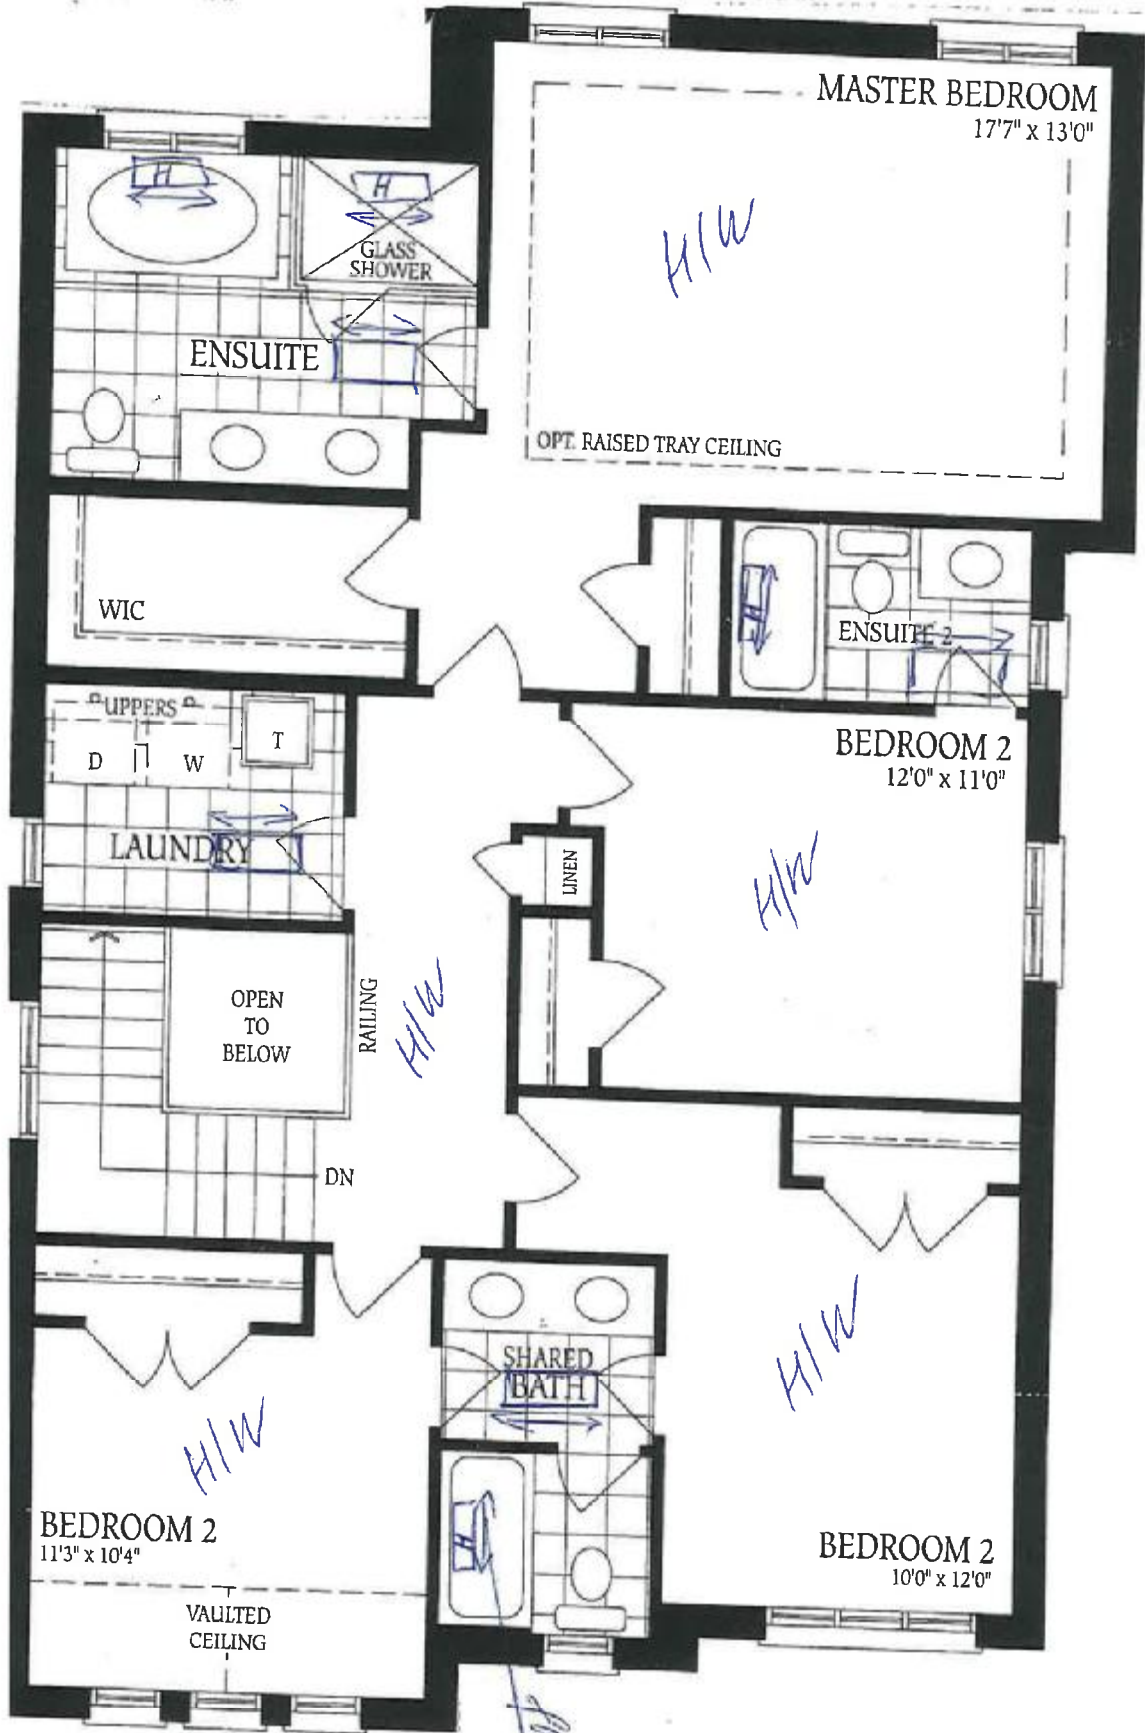 MASTER BEDROOM
17'7" x 13'0"
H
H
GLASS
SHOWER
H/W
ENSUITE
OPT. RAISED TRAY CEILING
WIC
H
ENSUITE 2
UPPERS
D
W
T
BEDROOM 2
12'0" x 11'0"
LAUNDRY
LINEN
H/W
OPEN
TO
BELOW
RAILING
H/W
DN
SHARED
BATH
H/W
H/W
H
BEDROOM 2
11'3" x 10'4"
BEDROOM 2
10'0" x 12'0"
VAULTED
CEILING